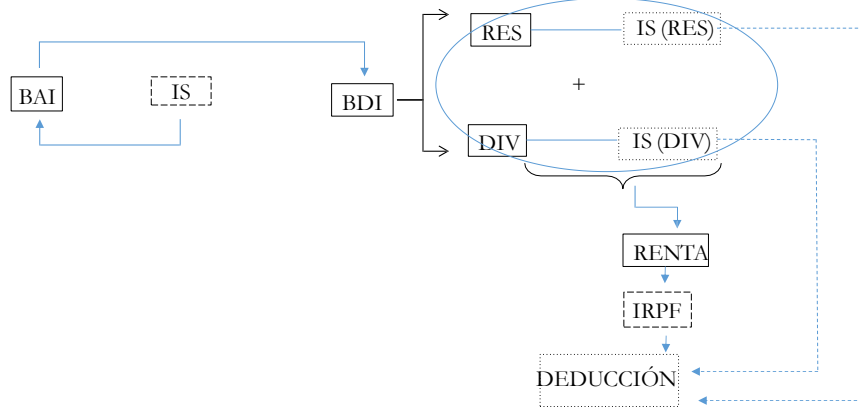 RES
IS (RES)
BAI
IS
BDI
+
DIV
IS (DIV)
RENTA
IRPF
DEDUCCIÓN